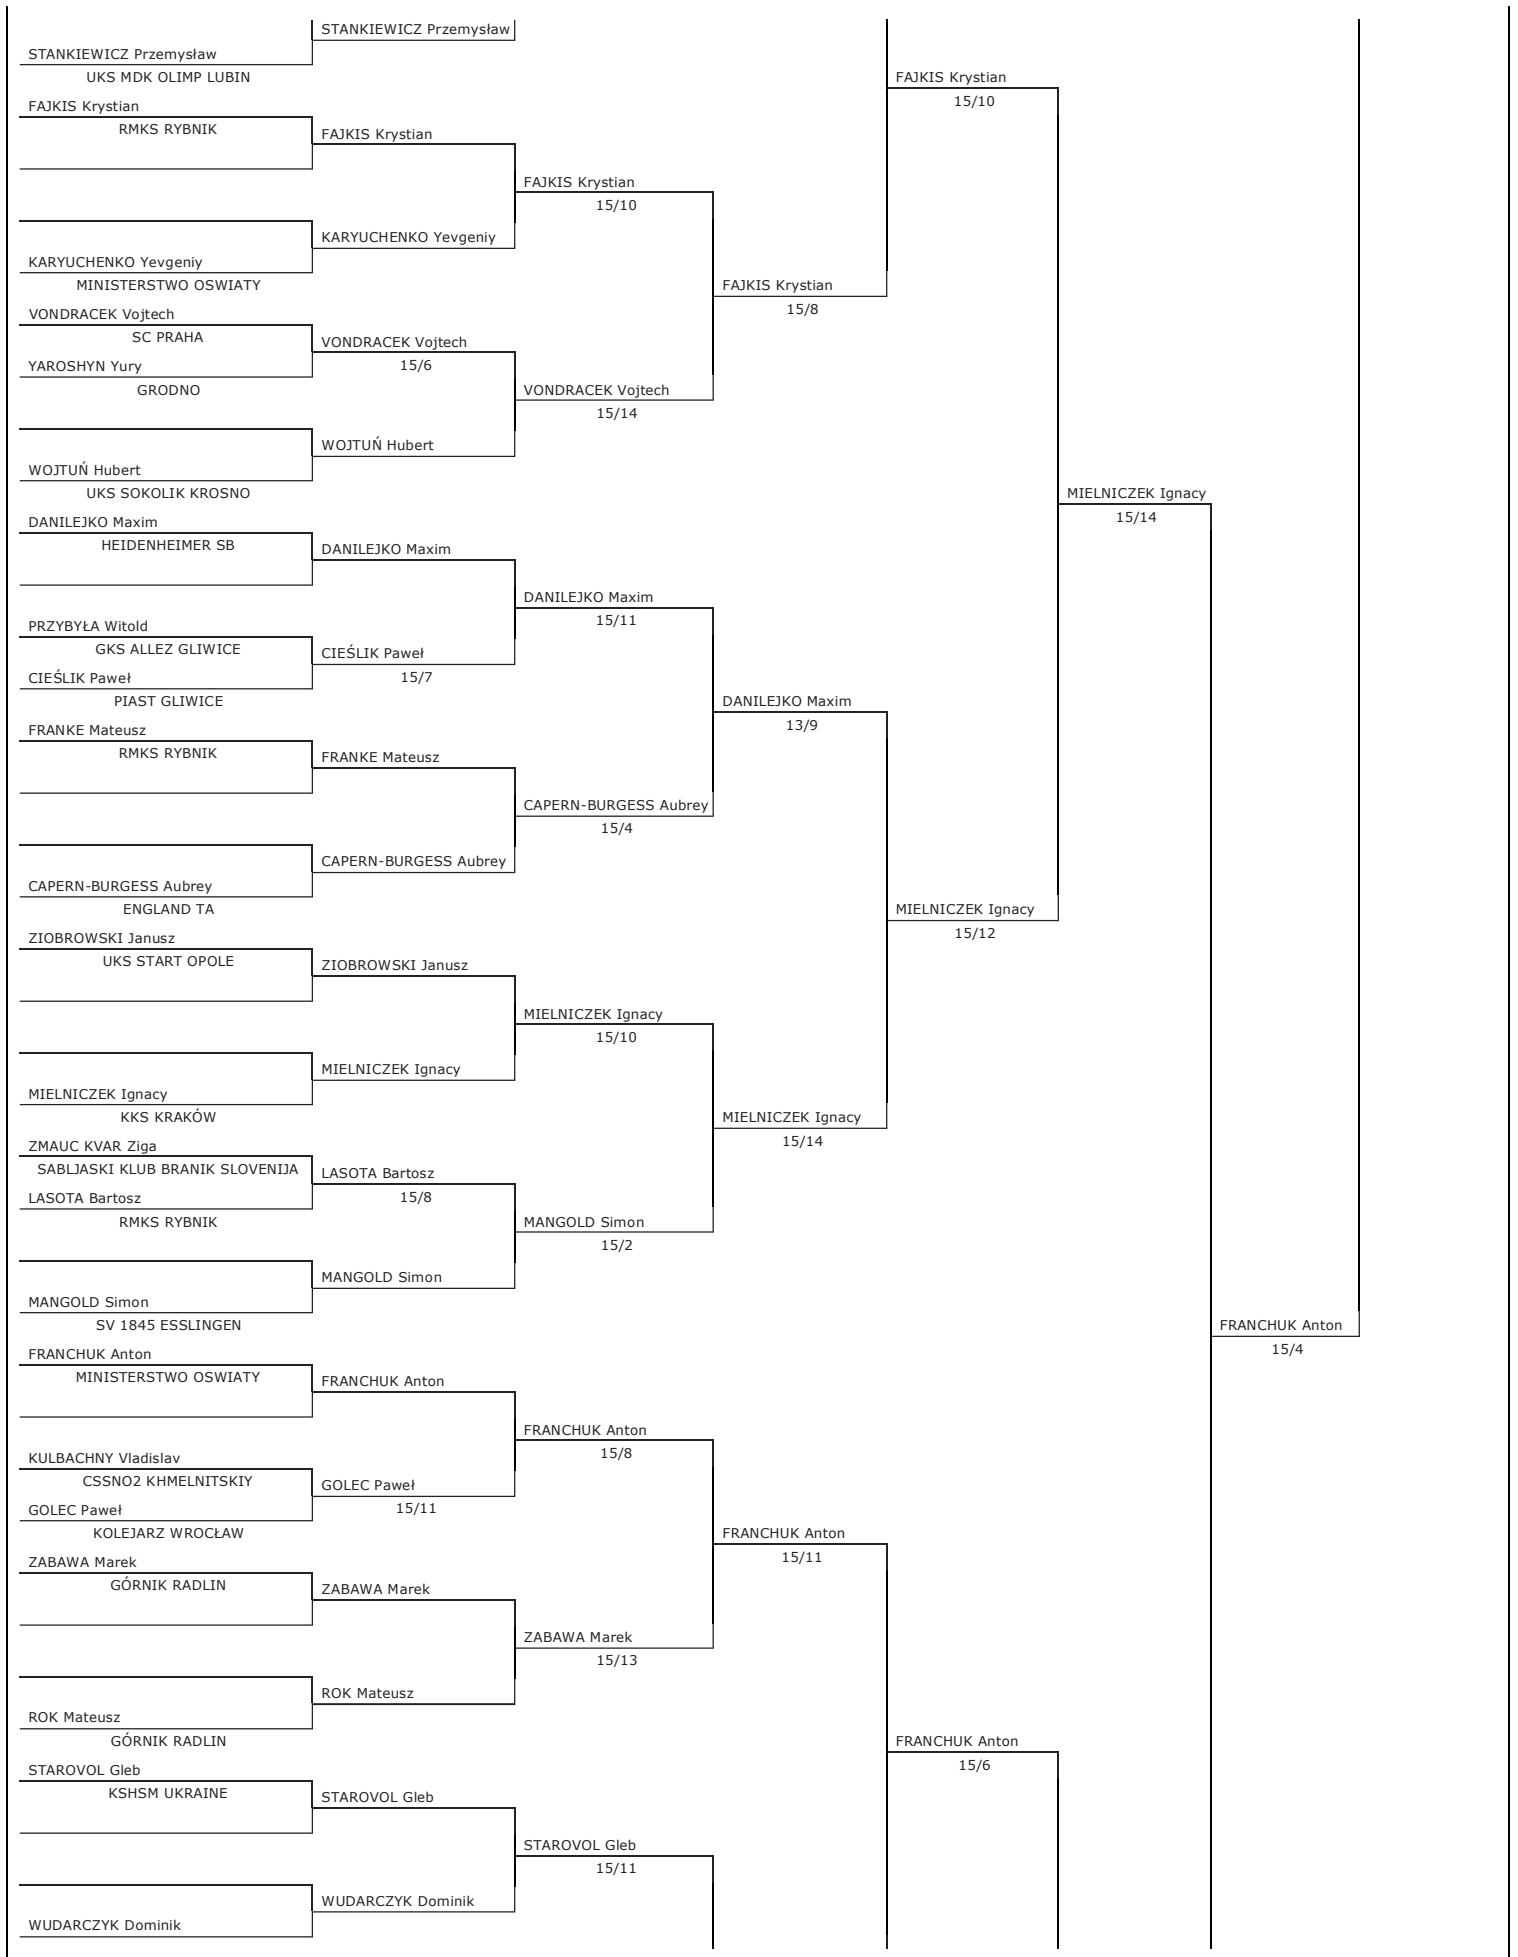 STANKIEWICZ Przemysław
STANKIEWICZ Przemysław
UKS MDK OLIMP LUBIN
FAJKIS Krystian
15/10
FAJKIS Krystian
RMKS RYBNIK
FAJKIS Krystian
FAJKIS Krystian
15/10
KARYUCHENKO Yevgeniy
KARYUCHENKO Yevgeniy
MINISTERSTWO OSWIATY
FAJKIS Krystian
15/8
VONDRACEK Vojtech
SC PRAHA
VONDRACEK Vojtech
15/6
YAROSHYN Yury
GRODNO
VONDRACEK Vojtech
15/14
WOJTUŃ Hubert
WOJTUŃ Hubert
UKS SOKOLIK KROSNO
MIELNICZEK Ignacy
15/14
DANILEJKO Maxim
HEIDENHEIMER SB
DANILEJKO Maxim
DANILEJKO Maxim
15/11
PRZYBYŁA Witold
GKS ALLEZ GLIWICE
CIEŚLIK Paweł
15/7
CIEŚLIK Paweł
PIAST GLIWICE
DANILEJKO Maxim
13/9
FRANKE Mateusz
RMKS RYBNIK
FRANKE Mateusz
CAPERN-BURGESS Aubrey
15/4
CAPERN-BURGESS Aubrey
CAPERN-BURGESS Aubrey
ENGLAND TA
MIELNICZEK Ignacy
15/12
ZIOBROWSKI Janusz
UKS START OPOLE
ZIOBROWSKI Janusz
MIELNICZEK Ignacy
15/10
MIELNICZEK Ignacy
MIELNICZEK Ignacy
KKS KRAKÓW
MIELNICZEK Ignacy
15/14
ZMAUC KVAR Ziga
SABLJASKI KLUB BRANIK SLOVENIJA
LASOTA Bartosz
15/8
LASOTA Bartosz
RMKS RYBNIK
MANGOLD Simon
15/2
MANGOLD Simon
MANGOLD Simon
SV 1845 ESSLINGEN
FRANCHUK Anton
15/4
FRANCHUK Anton
MINISTERSTWO OSWIATY
FRANCHUK Anton
FRANCHUK Anton
15/8
KULBACHNY Vladislav
CSSNO2 KHMELNITSKIY
GOLEC Paweł
15/11
GOLEC Paweł
KOLEJARZ WROCŁAW
FRANCHUK Anton
15/11
ZABAWA Marek
GÓRNIK RADLIN
ZABAWA Marek
ZABAWA Marek
15/13
ROK Mateusz
ROK Mateusz
GÓRNIK RADLIN
FRANCHUK Anton
15/6
STAROVOL Gleb
KSHSM UKRAINE
STAROVOL Gleb
STAROVOL Gleb
15/11
WUDARCZYK Dominik
WUDARCZYK Dominik